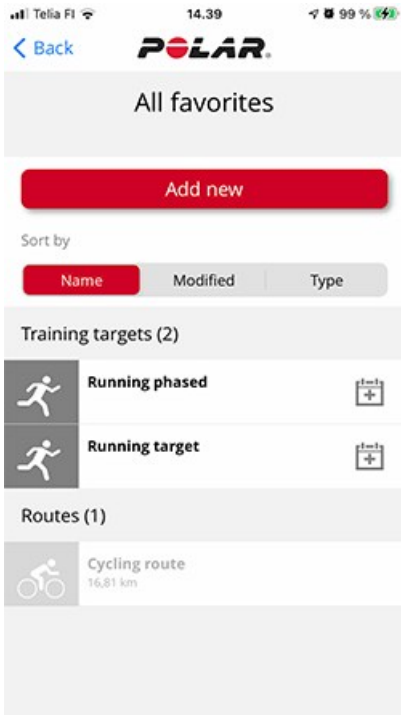 Telia FI 14.39 99 %
Back POLAR.
All favorites
Add new
Sort by
Name Modified Type
Training targets (2)
Running phased
Running target
Routes (1)
Cycling route
16,81 km